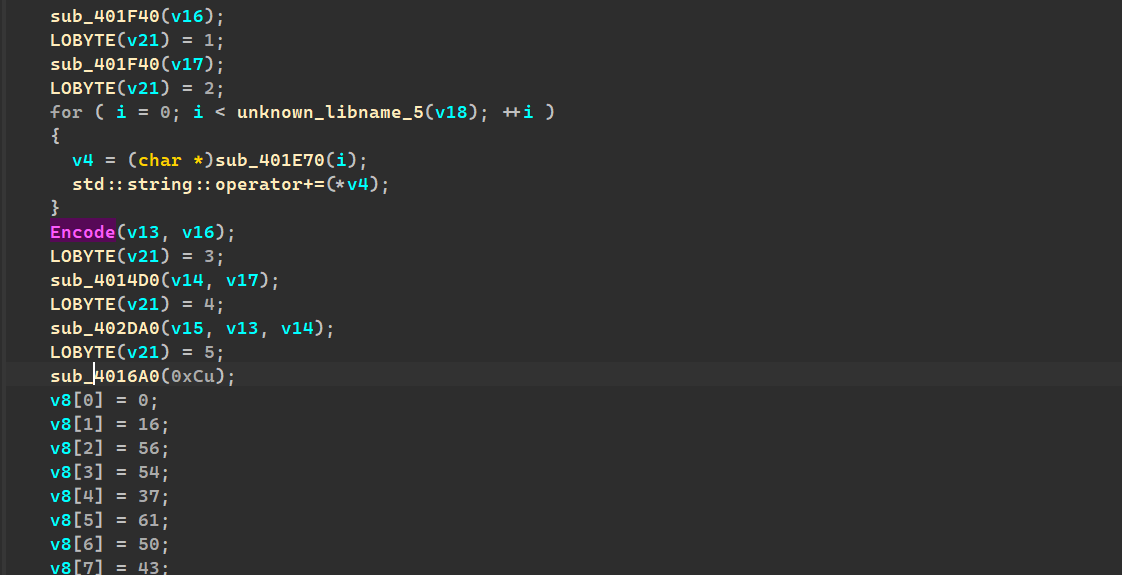 sub_401F40(v16);
LOBYTE(v21) = 1;
sub_401F40(v17);
LOBYTE(v21) = 2;
for ( i = 0; i < unknown_libname_5(v18); ++i )
{
v4 = (char *)sub_401E70(i);
std::string::operator+=(*v4);
}
Encode(v13, v16);
LOBYTE(v21) = 3;
sub_4014D0(v14, v17);
LOBYTE(v21) = 4;
sub_402DA0(v15, v13, v14);
LOBYTE(v21) = 5;
sub_4016A0(0xCu);
v8[0] = 0;
v8[1] = 16;
v8[2] = 56;
v8[3] = 54;
v8[4] = 37;
v8[5] = 61;
v8[6] = 50;
v8[7] = 43;